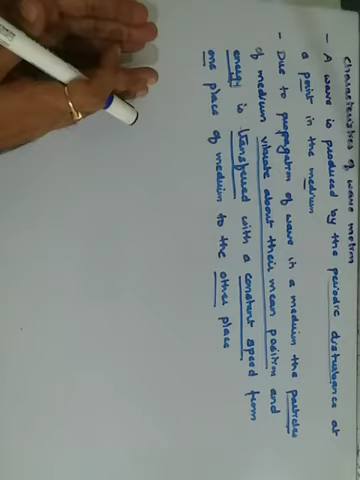 Characteristics of wave motion
- A wave is produced by the periodic disturbance at
a point in the medium
- Due to propagation of wave in a medium the particles
of medium vibrate about their mean position and
energy is transferred with a constant speed from
one place of medium to the other place